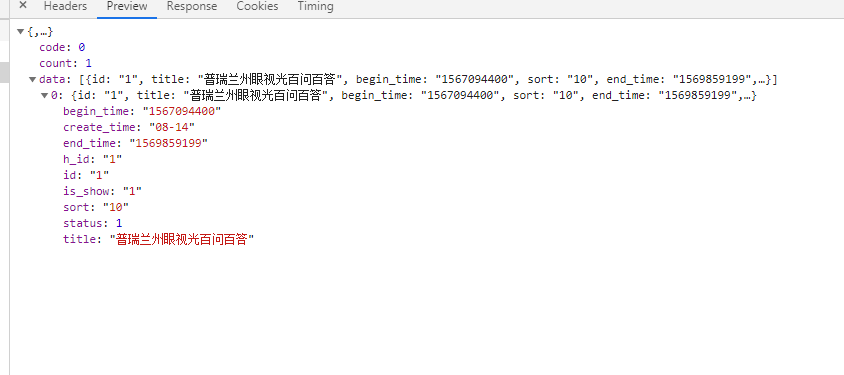 × Headers Preview Response Cookies Timing
▼{,…}
code: 0
count: 1
▼data: [{id: "1", title: "普瑞兰州眼视光百问百答", begin_time: "1567094400", sort: "10", end_time: "1569859199",…}]
▼0: {id: "1", title: "普瑞兰州眼视光百问百答", begin_time: "1567094400", sort: "10", end_time: "1569859199",…}
begin_time: "1567094400"
create_time: "08-14"
end_time: "1569859199"
h_id: "1"
id: "1"
is_show: "1"
sort: "10"
status: 1
title: "普瑞兰州眼视光百问百答"